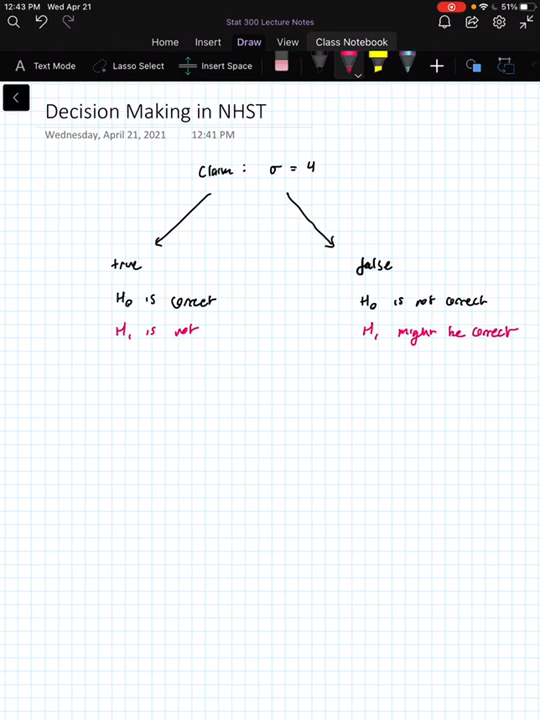 12:43 PM Wed Apr 21
51%
Stat 300 Lecture Notes
Home Insert Draw View Class Notebook
Text Mode Lasso Select Insert Space
Decision Making in NHST
Wednesday, April 21, 2021 12:41 PM
Claim : σ = 4
true false
H₀ is correct H₀ is not correct
H₁ is not H₁ might be correct